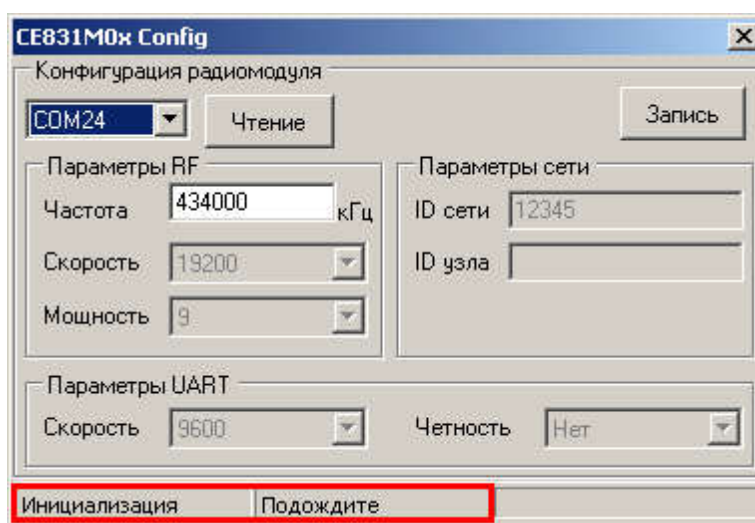 CE831M0x Config
Конфигурация радиомодуля
COM24 Чтение Запись
Параметры RF
Частота 434000 кГц
Скорость 19200
Мощность 9
Параметры сети
ID сети 12345
ID узла
Параметры UART
Скорость 9600 Четность Нет
Инициализация Подождите